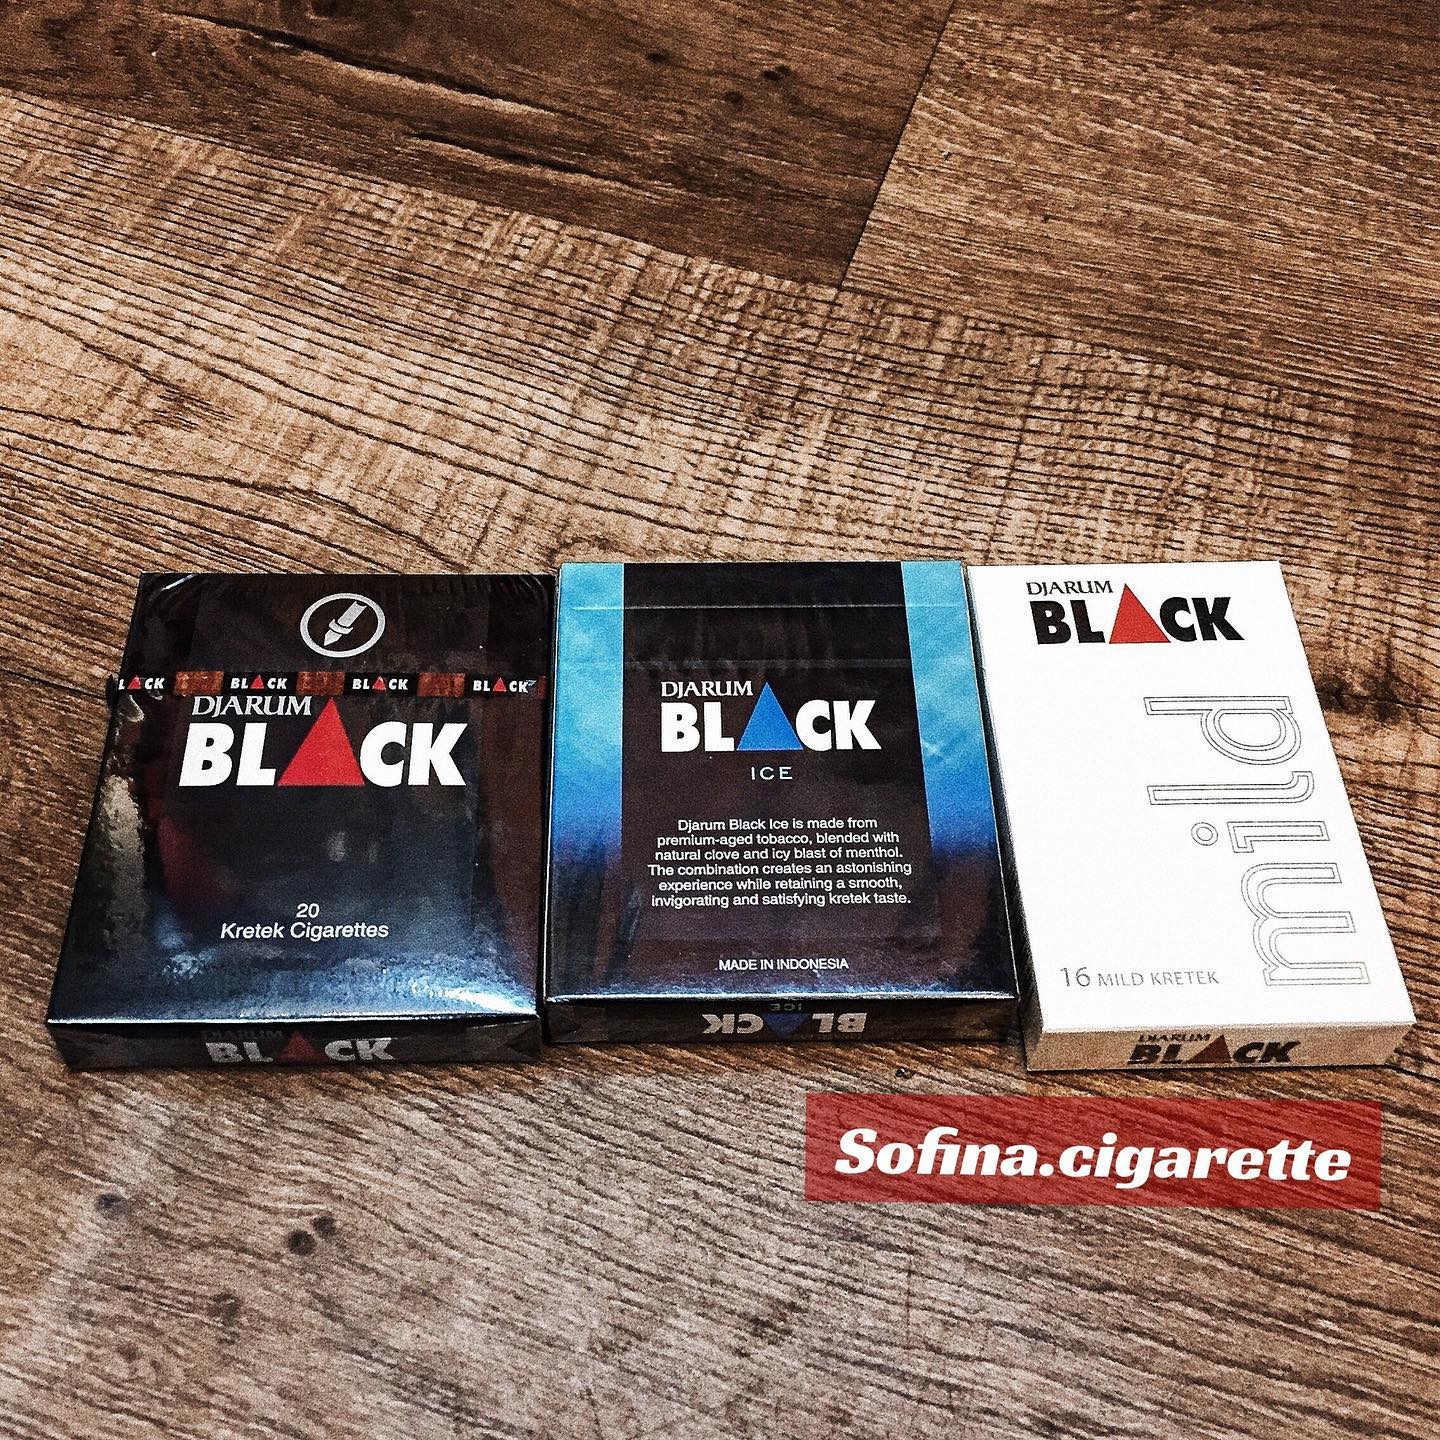 BLACK BLACK BLACK BLACK
DJARUM
BLACK
20
Kretek Cigarettes
DJARUM
BLACK
DJARUM
BLACK
ICE
Djarum Black Ice is made from
premium-aged tobacco, blended with
natural clove and icy blast of menthol.
The combination creates an astonishing
experience while retaining a smooth,
invigorating and satisfying kretek taste.
MADE IN INDONESIA
DJARUM
BLACK
ICE
DJARUM
BLACK
mild
16 MILD KRETEK
DJARUM
BLACK
Sofina.cigarette